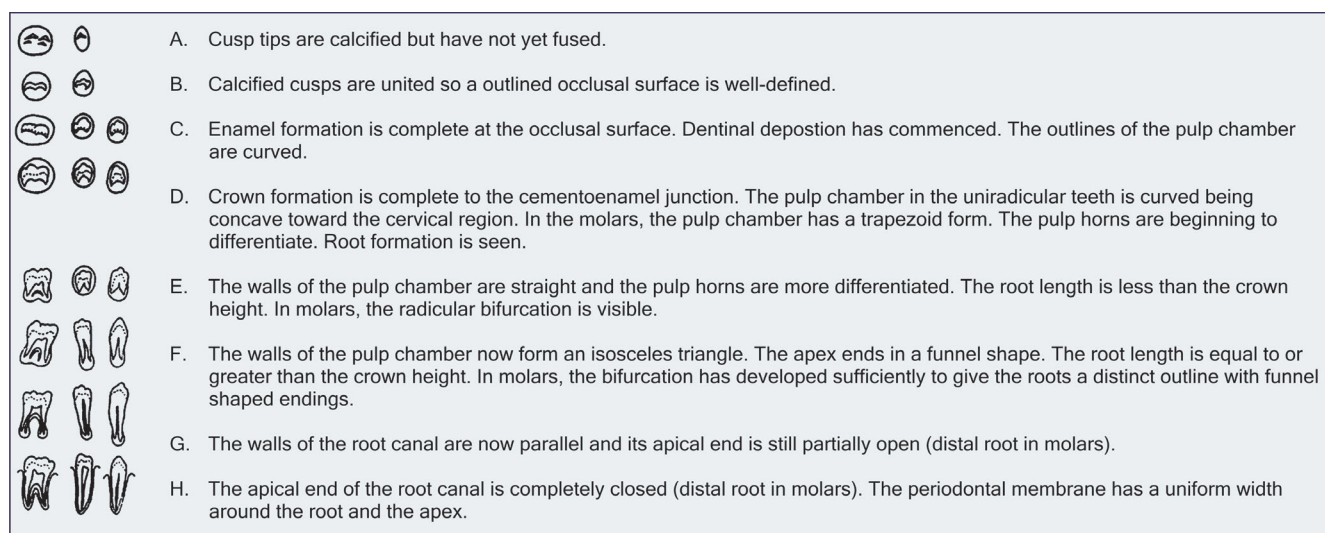 A. Cusp tips are calcified but have not yet fused.
B. Calcified cusps are united so a outlined occlusal surface is well-defined.
C. Enamel formation is complete at the occlusal surface. Dentinal depostion has commenced. The outlines of the pulp chamber
are curved.
D. Crown formation is complete to the cementoenamel junction. The pulp chamber in the uniradicular teeth is curved being
concave toward the cervical region. In the molars, the pulp chamber has a trapezoid form. The pulp horns are beginning to
differentiate. Root formation is seen.
E. The walls of the pulp chamber are straight and the pulp horns are more differentiated. The root length is less than the crown
height. In molars, the radicular bifurcation is visible.
F. The walls of the pulp chamber now form an isosceles triangle. The apex ends in a funnel shape. The root length is equal to or
greater than the crown height. In molars, the bifurcation has developed sufficiently to give the roots a distinct outline with funnel
shaped endings.
G. The walls of the root canal are now parallel and its apical end is still partially open (distal root in molars).
H. The apical end of the root canal is completely closed (distal root in molars). The periodontal membrane has a uniform width
around the root and the apex.